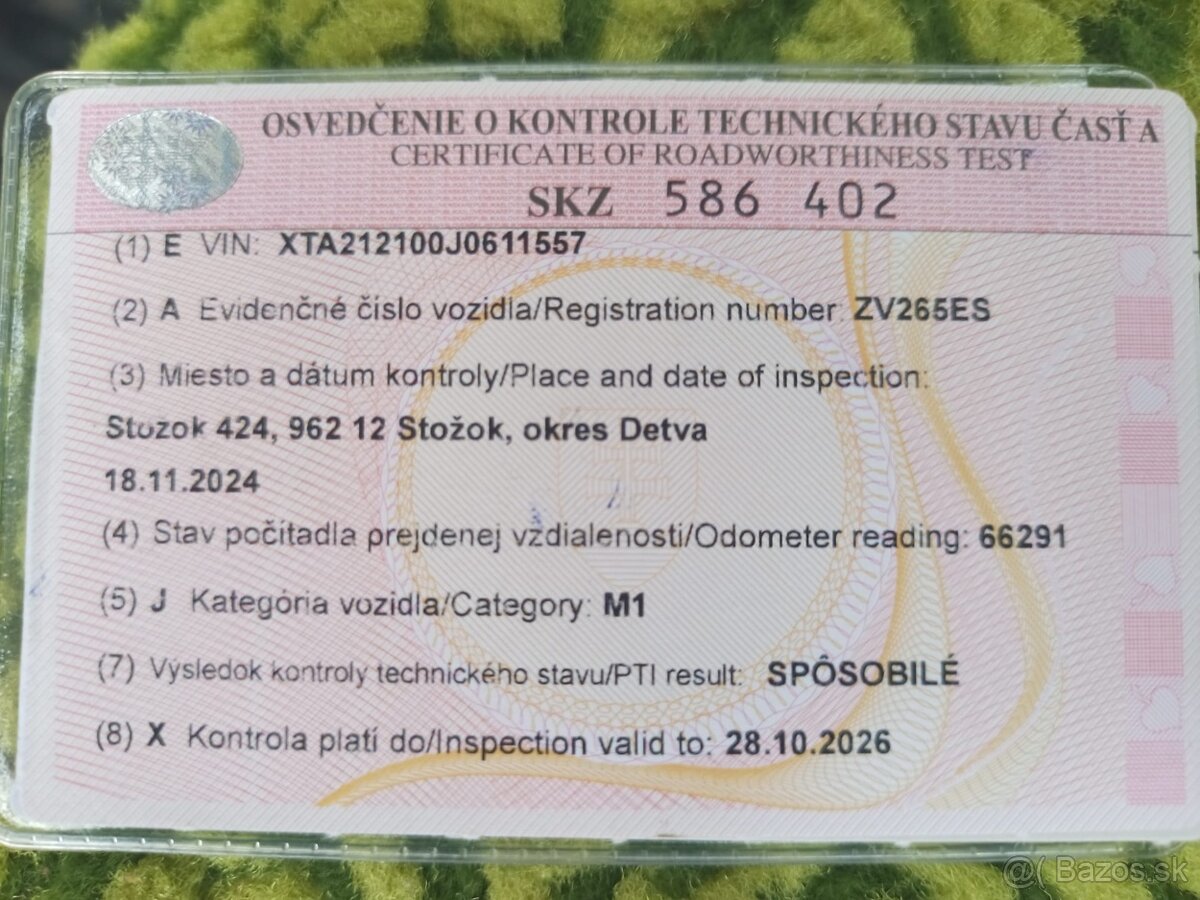 OSVEDČENIE O KONTROLE TECHNICKÉHO STAVU ČASŤ A
CERTIFICATE OF ROADWORTHINESS TEST
SKZ 586 402
(1) E VIN: XTA212100J0611557
(2) A Evidenčné číslo vozidla/Registration number: ZV265ES
(3) Miesto a dátum kontroly/Place and date of inspection:
Stožok 424, 962 12 Stožok, okres Detva
18.11.2024
(4) Stav počítadla prejdenej vzdialenosti/Odometer reading: 66291
(5) J Kategória vozidla/Category: M1
(7) Výsledok kontroly technického stavu/PTI result: SPÔSOBILÉ
(8) X Kontrola platí do/Inspection valid to: 28.10.2026
@( Bazos.sk